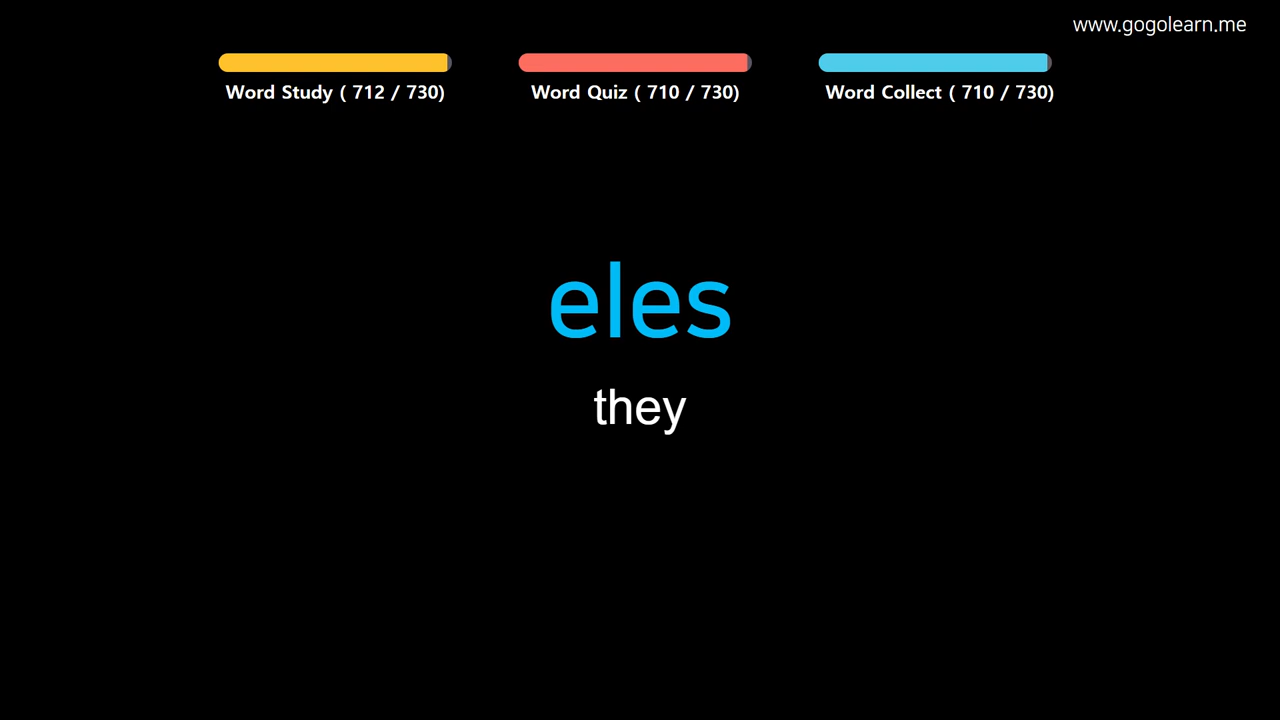 www.gogolearn.me
Word Study ( 712 / 730)
Word Quiz ( 710 / 730)
Word Collect ( 710 / 730)
eles
they